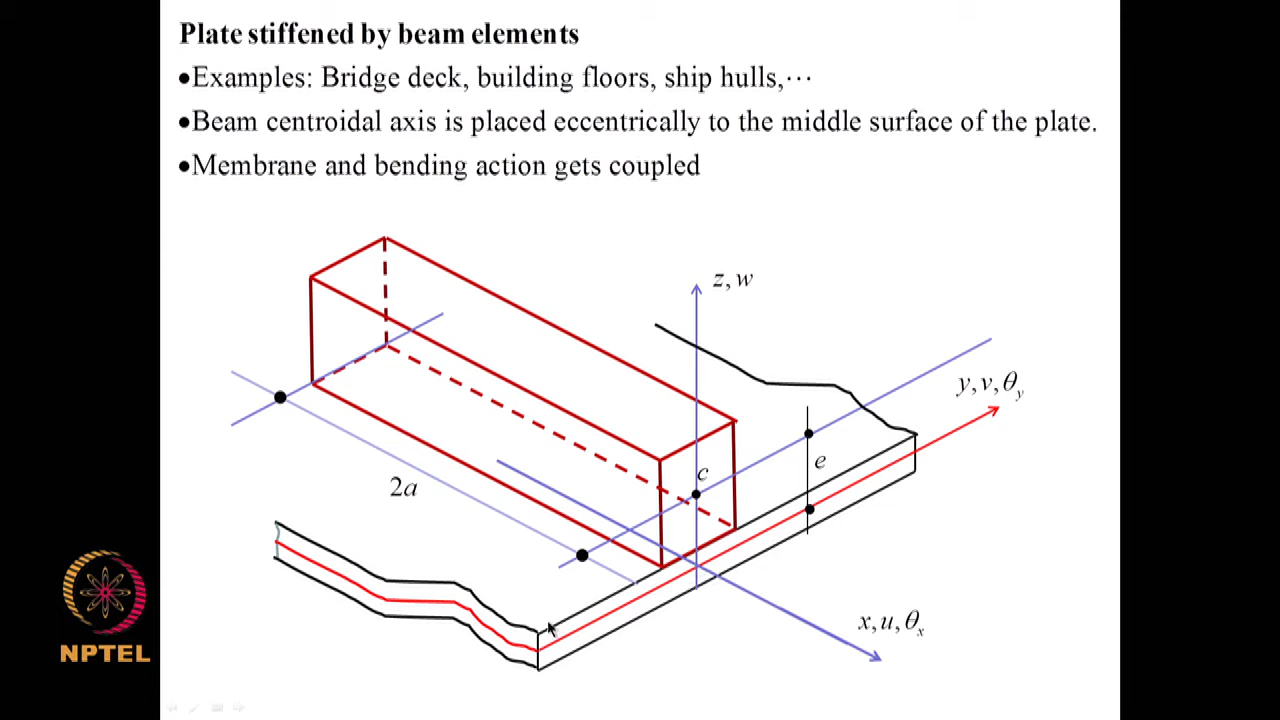 Plate stiffened by beam elements
•Examples: Bridge deck, building floors, ship hulls,⋯
•Beam centroidal axis is placed eccentrically to the middle surface of the plate.
•Membrane and bending action gets coupled
z, w
y, v, θy
c
e
2a
x, u, θx
NPTEL